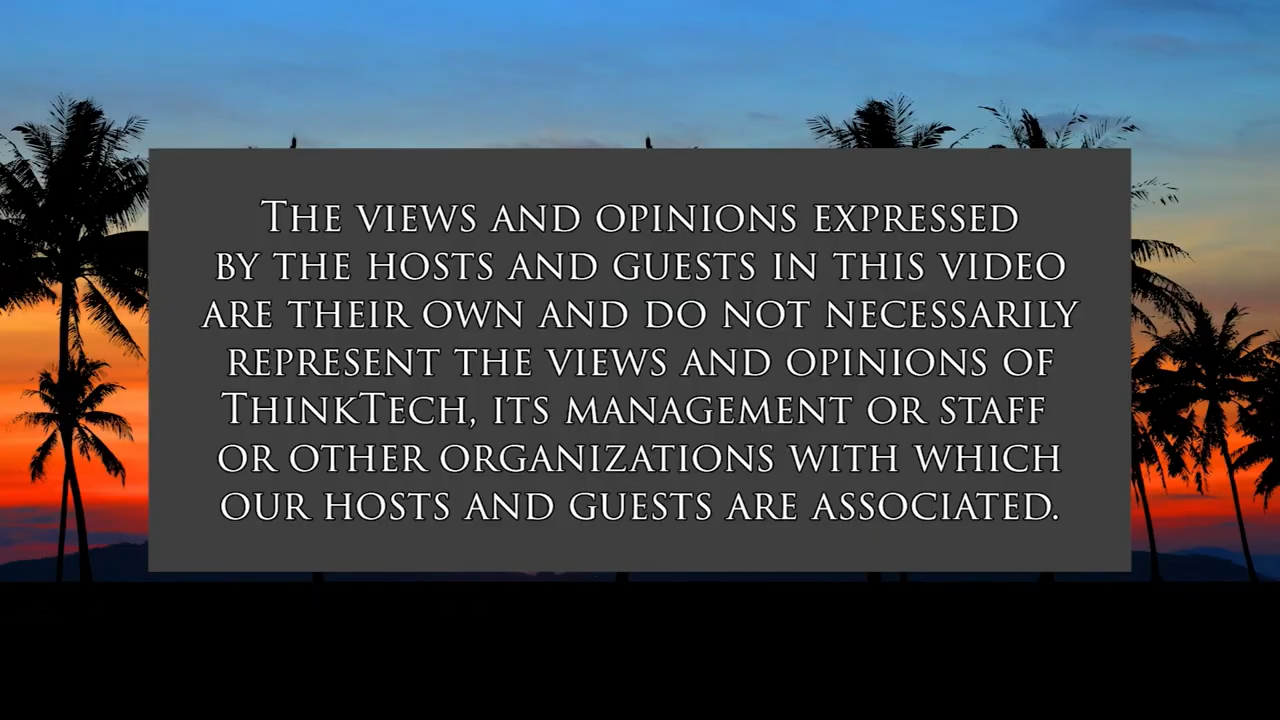 The views and opinions expressed
by the hosts and guests in this video
are their own and do not necessarily
represent the views and opinions of
ThinkTech, its management or staff
or other organizations with which
our hosts and guests are associated.